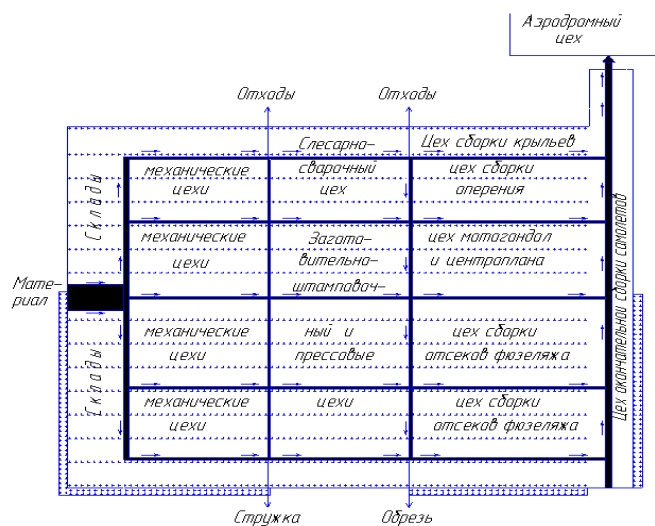 Аэродромный
цех
Отходы
Отходы
Слесарно-
сварочный
цех
Цех сборки крыльев
механические
цехи
цех сборки
оперения
Склады
механические
цехи
Загото-
вительно-
штамповоч-
цех мотогондол
и центроплана
Мате-
риал
механические
цехи
ный и
прессовые
цех сборки
отсеков фюзеляжа
Склады
механические
цехи
цехи
цех сборки
отсеков фюзеляжа
Цех окончательной сборки самолетов
Стружка
Обрезь